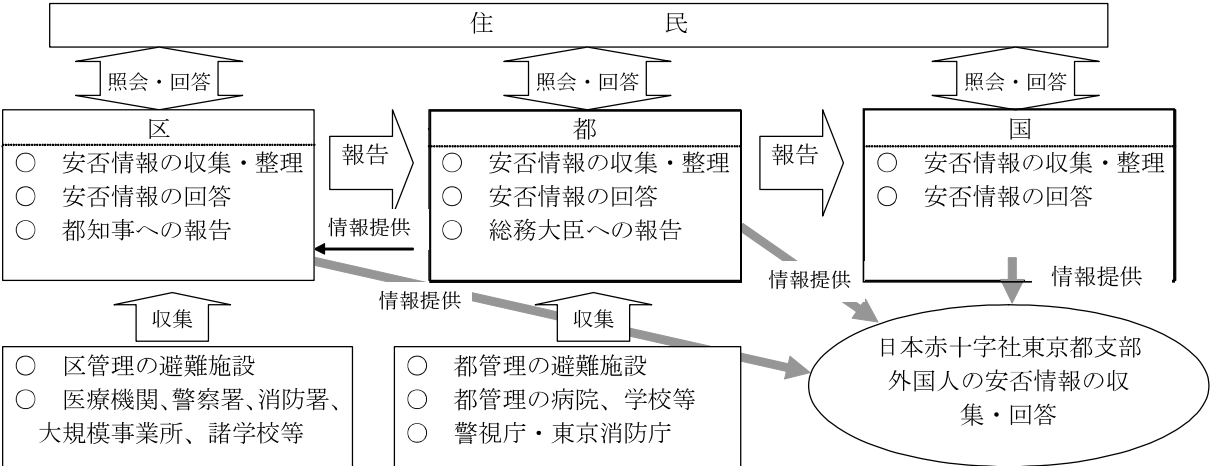 住　民
照会・回答
照会・回答
照会・回答
区
○　安否情報の収集・整理
○　安否情報の回答
○　都知事への報告
報告
情報提供
都
○　安否情報の収集・整理
○　安否情報の回答
○　総務大臣への報告
報告
国
○　安否情報の収集・整理
○　安否情報の回答
情報提供
情報提供
情報提供
収集
収集
○　区管理の避難施設
○　医療機関、警察署、消防署、
大規模事業所、諸学校等
○　都管理の避難施設
○　都管理の病院、学校等
○　警視庁・東京消防庁
日本赤十字社東京都支部
外国人の安否情報の収
集・回答